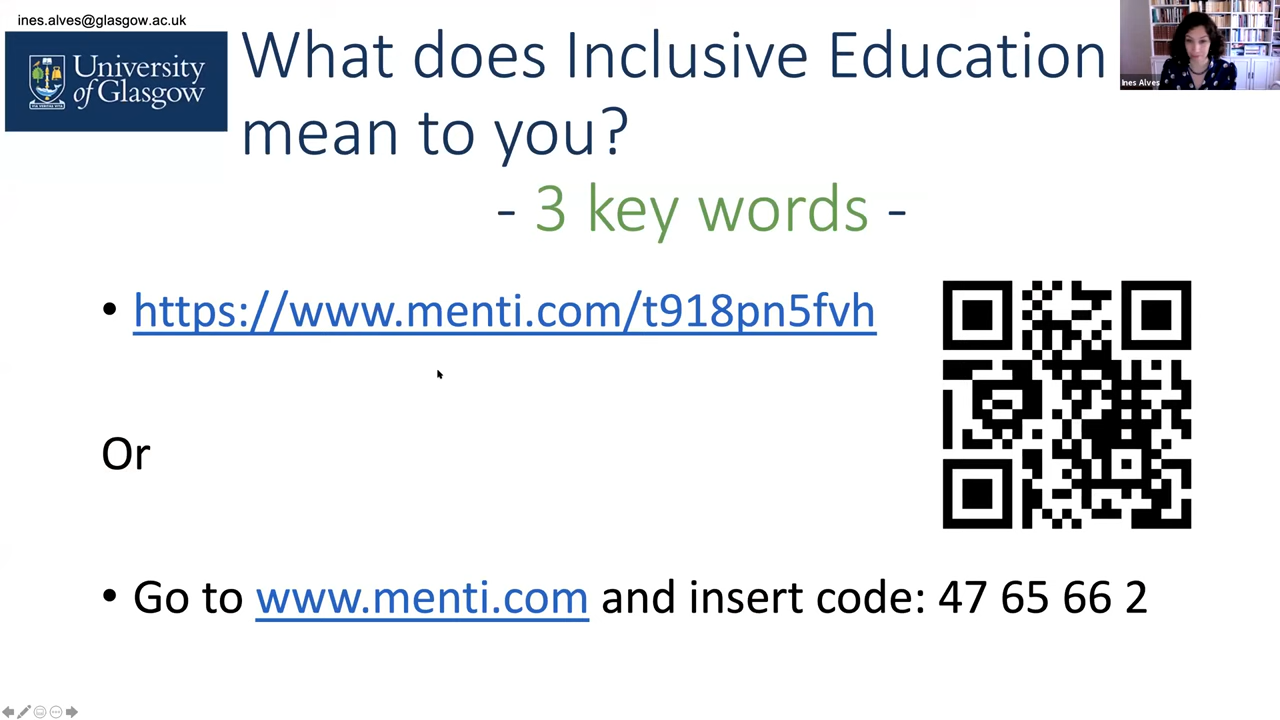 ines.alves@glasgow.ac.uk
University
of Glasgow
What does Inclusive Education
mean to you?
- 3 key words -
Ines Alves
• https://www.menti.com/t918pn5fvh
Or
• Go to www.menti.com and insert code: 47 65 66 2